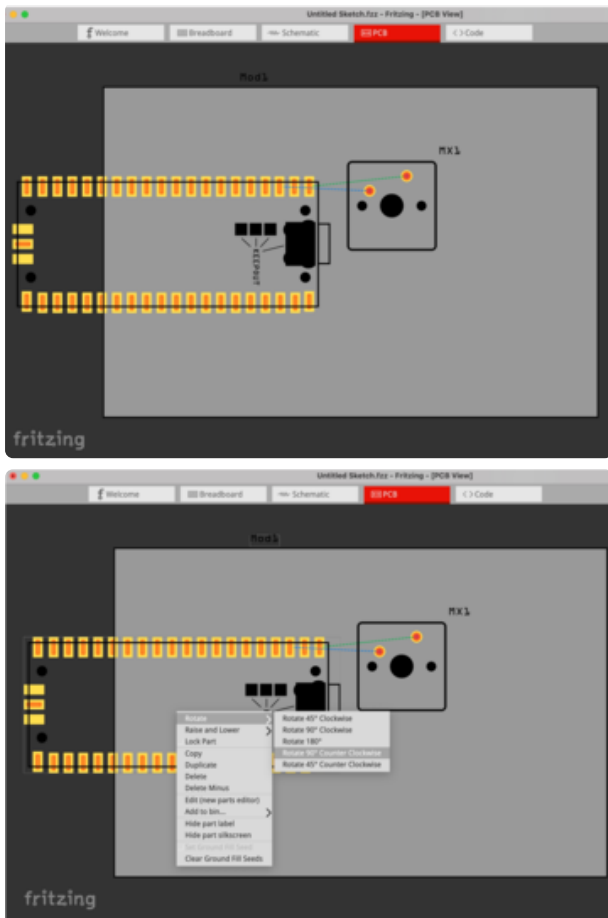 Untitled Sketch.fzz - Fritzing - [PCB View]
f Welcome
Breadboard
Schematic
PCB
<> Code
Mod1
MX1
KEEPOUT
fritzing
Untitled Sketch.fzz - Fritzing - [PCB View]
f Welcome
Breadboard
Schematic
PCB
<> Code
Mod1
MX1
Rotate
Raise and Lower
Lock Part
Copy
Duplicate
Delete
Delete Minus
Edit (new parts editor)
Add to bin...
Hide part label
Hide part silkscreen
Set Ground Fill Seed
Clear Ground Fill Seeds
Rotate 45° Clockwise
Rotate 90° Clockwise
Rotate 180°
Rotate 90° Counter Clockwise
Rotate 45° Counter Clockwise
fritzing